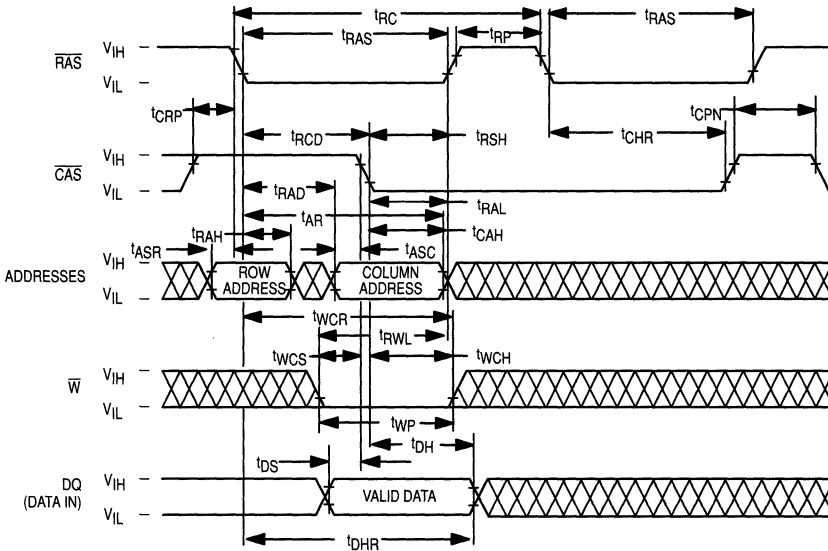 tRC
tRAS
tRP
tRAS
RAS
VIH
VIL
tCRP
tRCD
tRSH
tCHR
tCPN
CAS
VIH
VIL
tRAD
tRAL
tAR
tRAH
tCAH
tASR
tASC
ADDRESSES
VIH
VIL
ROW
ADDRESS
COLUMN
ADDRESS
tWCR
tRWL
tWCS
tWCH
W
VIH
VIL
tWP
tDH
tDS
DQ
(DATA IN)
VIH
VIL
VALID DATA
tDHR